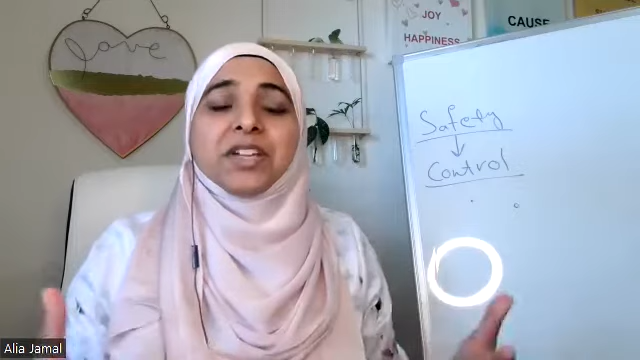 love
JOY
HAPPINESS
CAUSE
Safety
Control
Alia Jamal